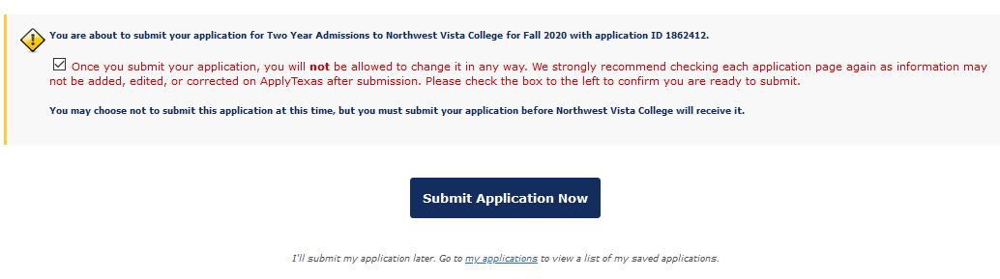 You are about to submit your application for Two Year Admissions to Northwest Vista College for Fall 2020 with application ID 1862412.
Once you submit your application, you will not be allowed to change it in any way. We strongly recommend checking each application page again as information may
not be added, edited, or corrected on ApplyTexas after submission. Please check the box to the left to confirm you are ready to submit.
You may choose not to submit this application at this time, but you must submit your application before Northwest Vista College will receive it.
Submit Application Now
I'll submit my application later. Go to my applications to view a list of my saved applications.